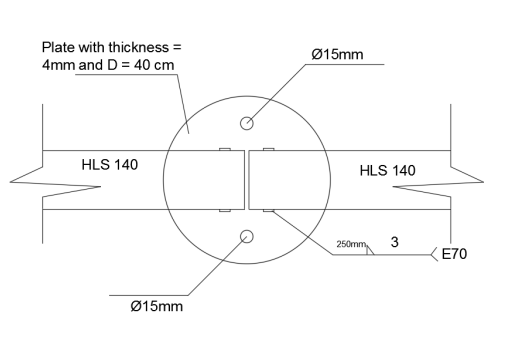 Plate with thickness =
4mm and D = 40 cm
Ø15mm
HLS 140
HLS 140
250mm
3
E70
Ø15mm